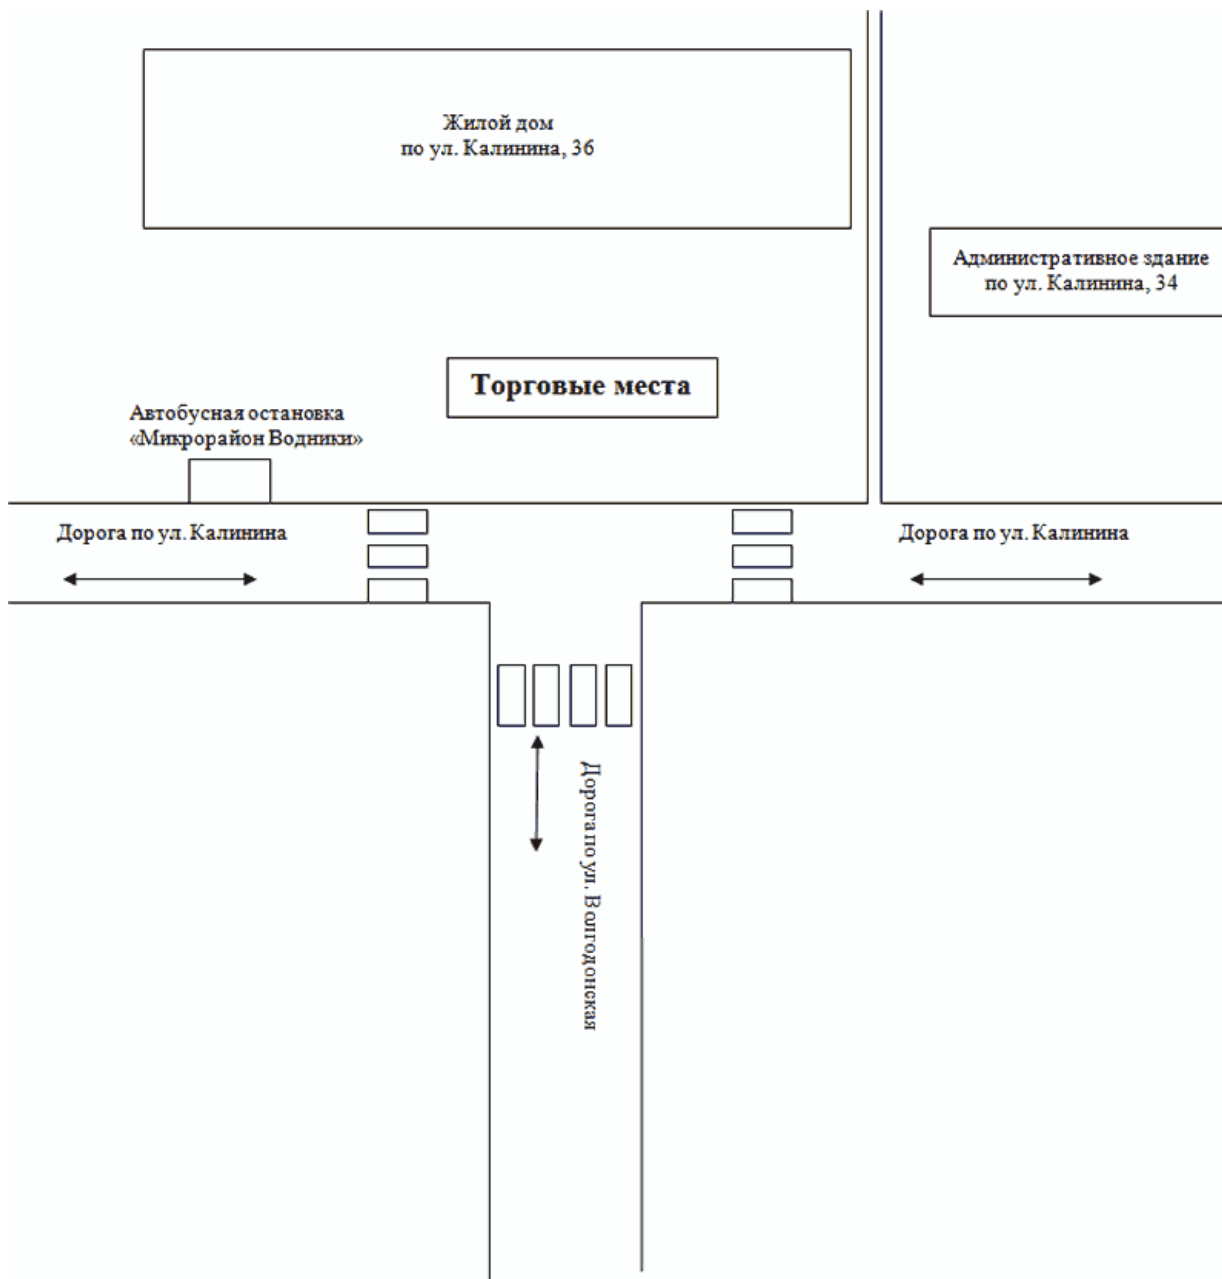 Жилой дом
по ул. Калинина, 36
Административное здание
по ул. Калинина, 34
Торговые места
Автобусная остановка
«Микрорайон Водники»
Дорога по ул. Калинина
Дорога по ул. Калинина
Дорога по ул. Волгодонская